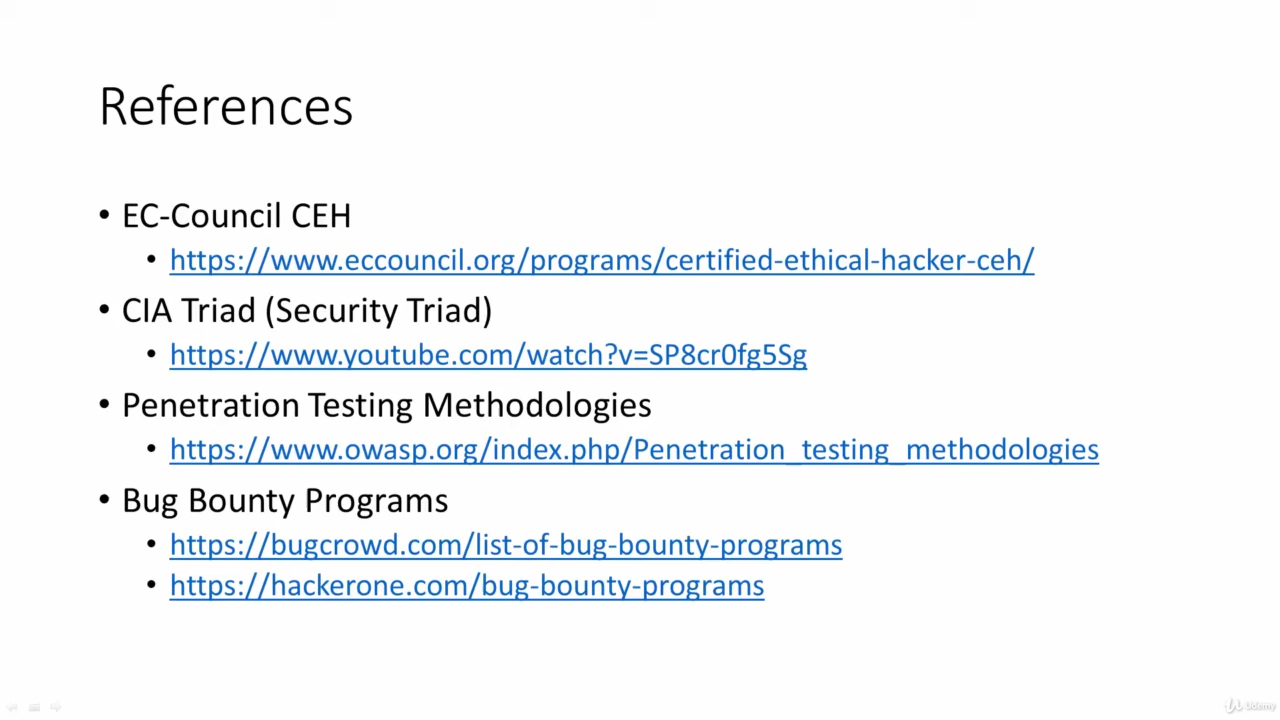 References
• EC-Council CEH
• https://www.eccouncil.org/programs/certified-ethical-hacker-ceh/
• CIA Triad (Security Triad)
• https://www.youtube.com/watch?v=SP8cr0fg5Sg
• Penetration Testing Methodologies
• https://www.owasp.org/index.php/Penetration_testing_methodologies
• Bug Bounty Programs
• https://bugcrowd.com/list-of-bug-bounty-programs
• https://hackerone.com/bug-bounty-programs
Udemy